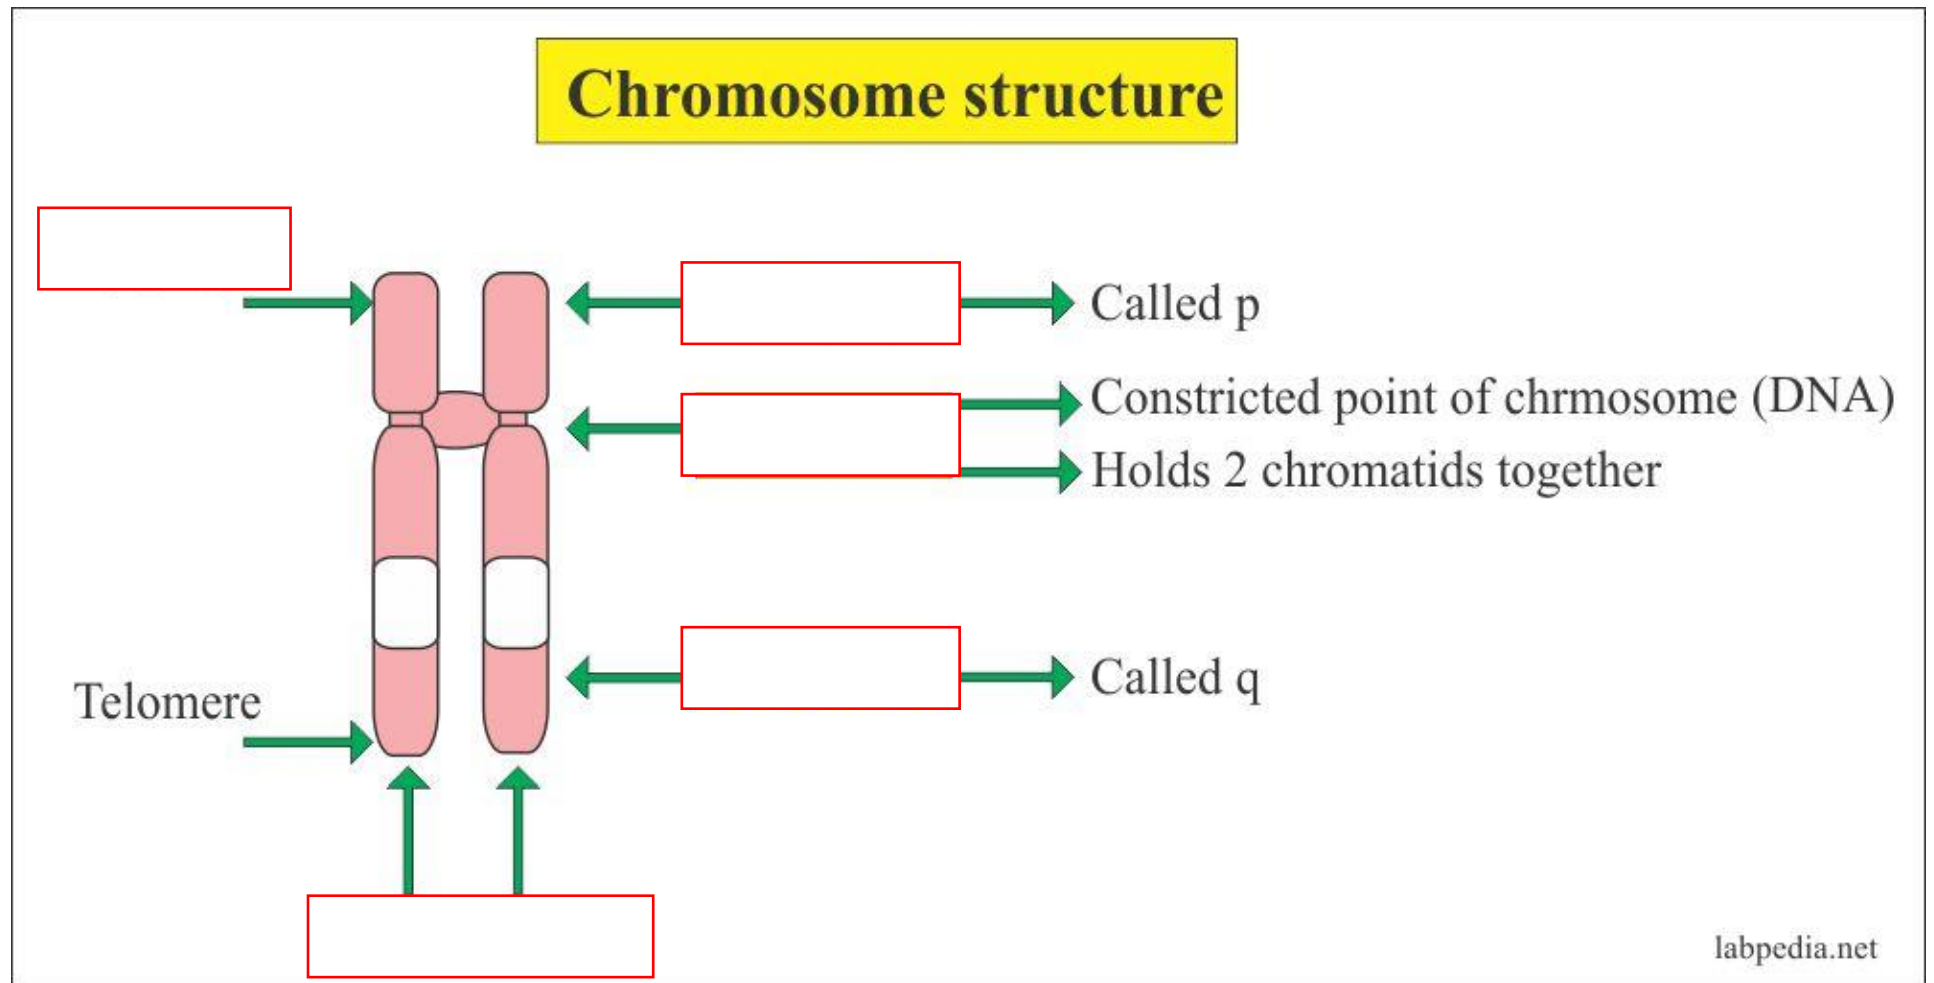 Chromosome structure
Called p
Constricted point of chrmosome (DNA)
Holds 2 chromatids together
Called q
Telomere
labpedia.net